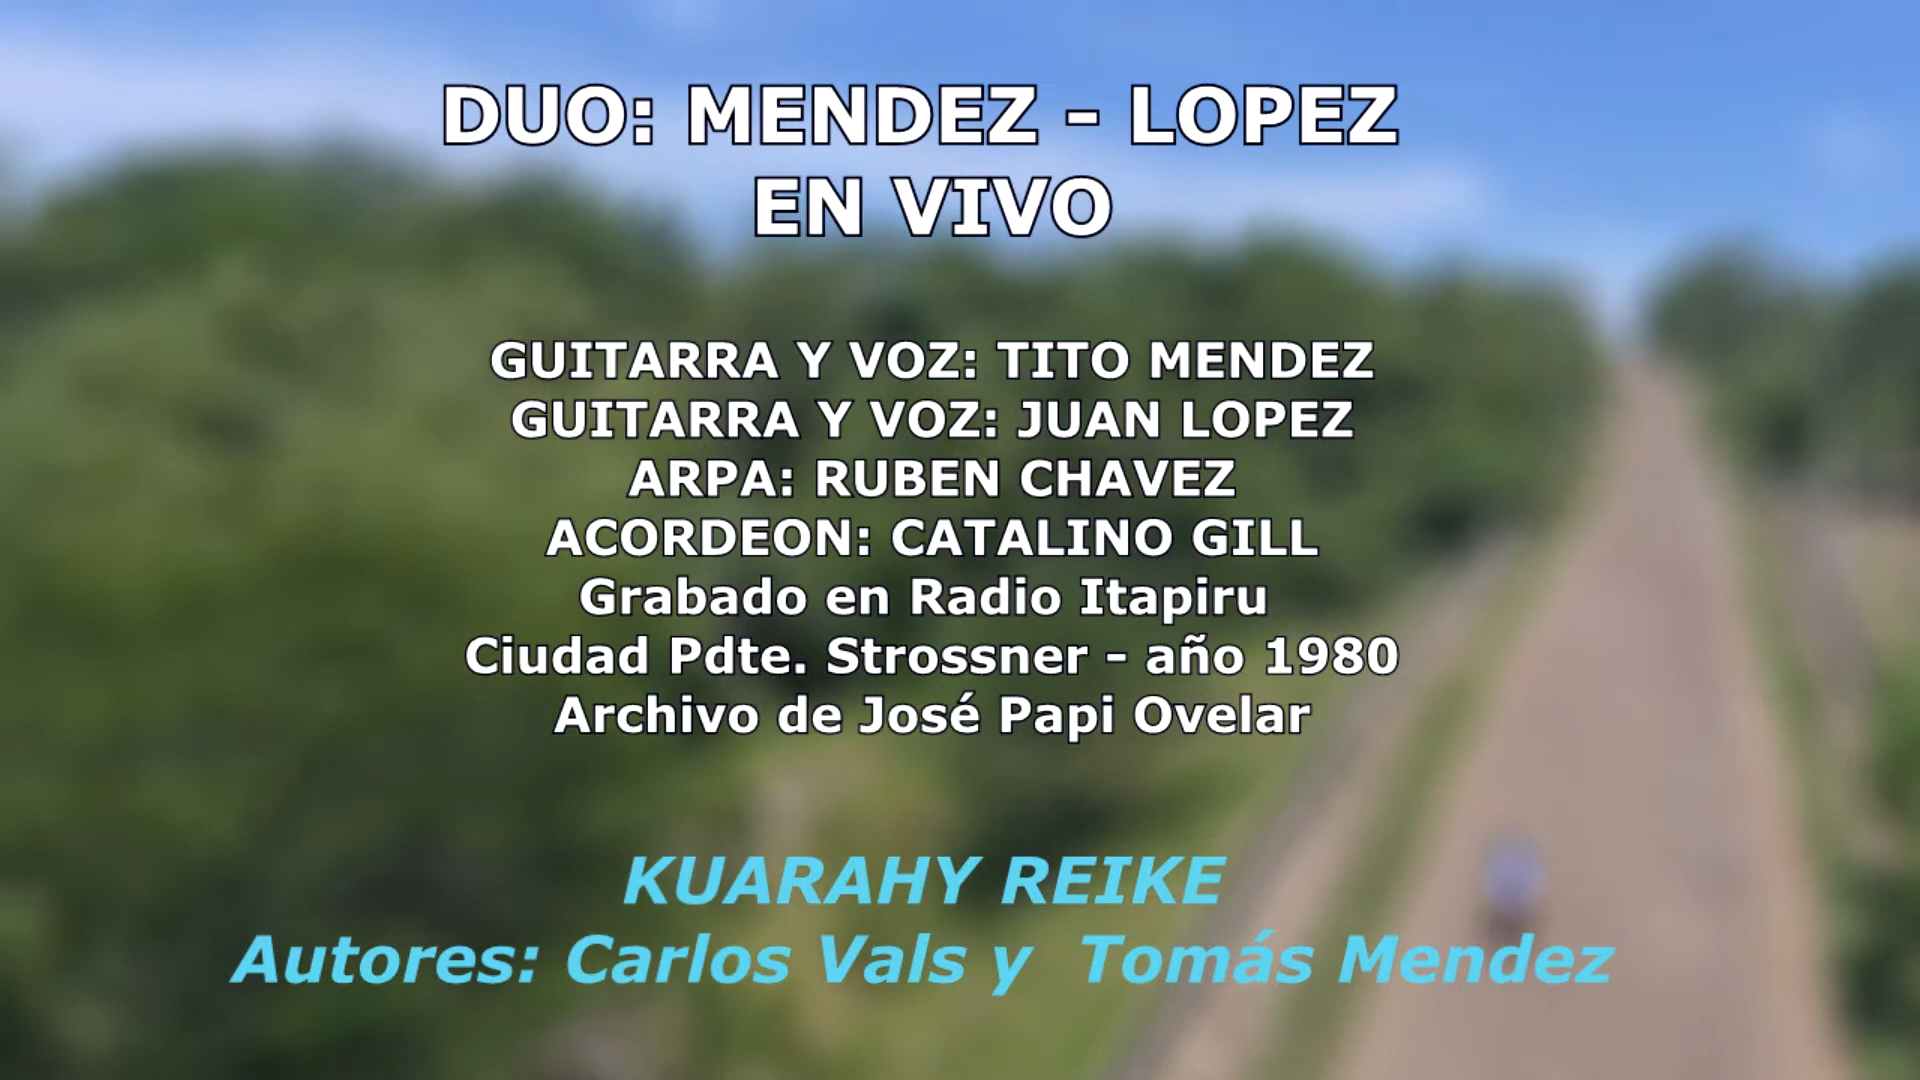 DUO: MENDEZ - LOPEZ
EN VIVO
GUITARRA Y VOZ: TITO MENDEZ
GUITARRA Y VOZ: JUAN LOPEZ
ARPA: RUBEN CHAVEZ
ACORDEON: CATALINO GILL
Grabado en Radio Itapiru
Ciudad Pdte. Strossner - año 1980
Archivo de José Papi Ovelar
KUARAHY REIKE
Autores: Carlos Vals y Tomás Mendez